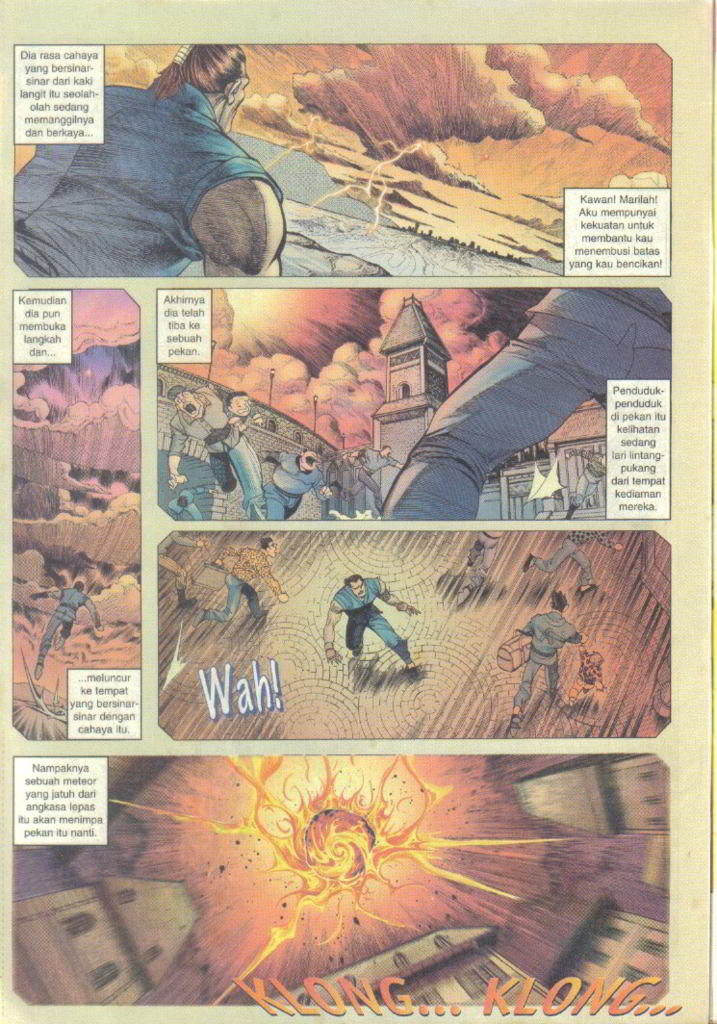 Dia rasa cahaya
yang bersinar-
sinar dari kaki
langit itu seolah-
olah sedang
memanggilnya
dan berkaya...
Kawan! Marilah!
Aku mempunyai
kekuatan untuk
membantu kau
menembusi batas
yang kau bencikan!
Kemudian
dia pun
membuka
langkah
dan...
...meluncur
ke tempat
yang bersinar-
sinar dengan
cahaya itu.
Akhirnya
dia telah
tiba ke
sebuah
pekan.
Penduduk-
penduduk
di pekan itu
kelihatan
sedang
lari lintang-
pukang
dari tempat
kediaman
mereka.
Wah!
Nampaknya
sebuah meteor
yang jatuh dari
angkasa lepas
itu akan menimpa
pekan itu nanti.
KLONG... KLONG...